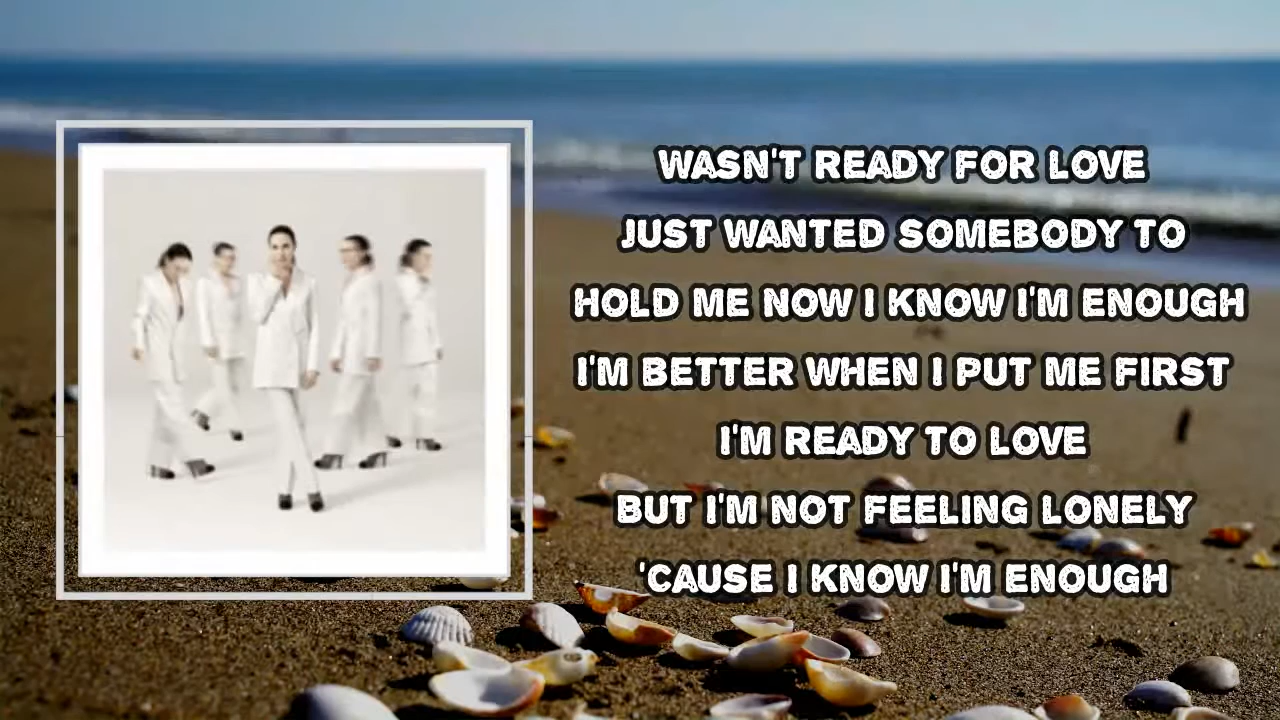 WASN'T READY FOR LOVE
JUST WANTED SOMEBODY TO
HOLD ME NOW I KNOW I'M ENOUGH
I'M BETTER WHEN I PUT ME FIRST
I'M READY TO LOVE
BUT I'M NOT FEELING LONELY
'CAUSE I KNOW I'M ENOUGH